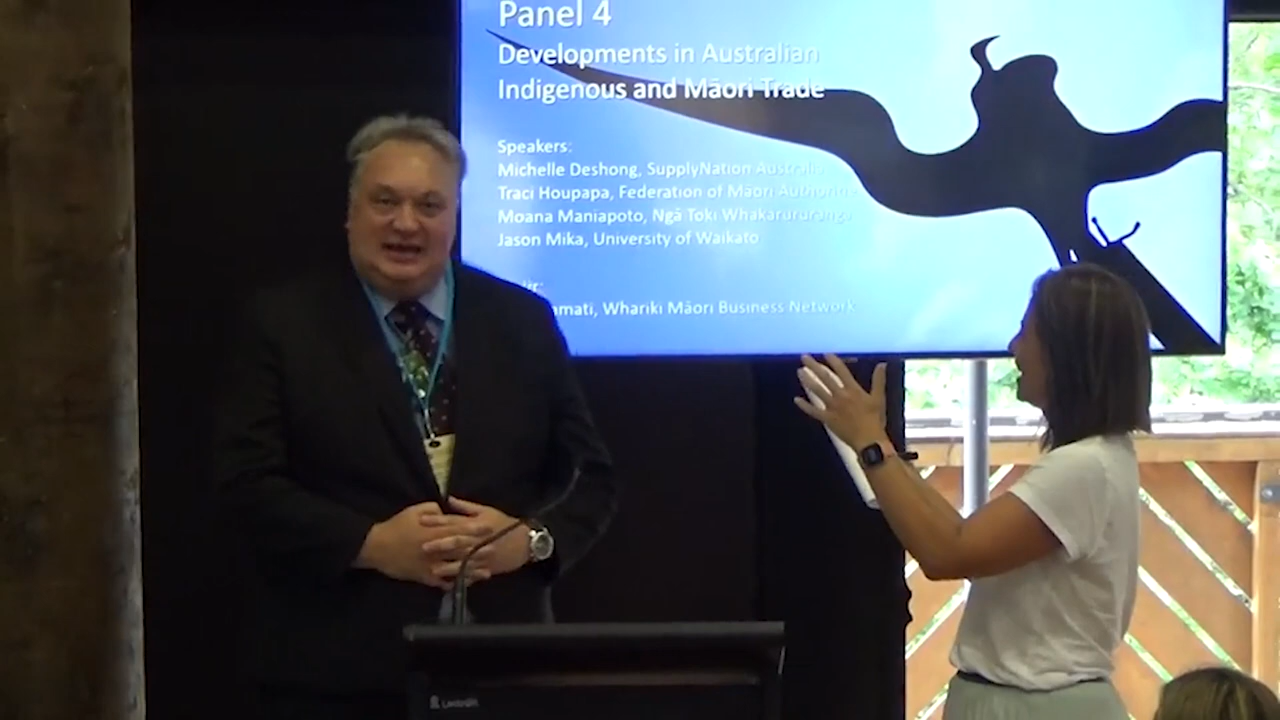 Panel 4
Developments in Australian
Indigenous and Māori Trade
Speakers:
Michelle Deshong, SupplyNation Australia
Traci Houpapa, Federation of Māori Authorities
Moana Maniapoto, Ngā Toki Whakarururanga
Jason Mika, University of Waikato
Whariki Māori Business Network